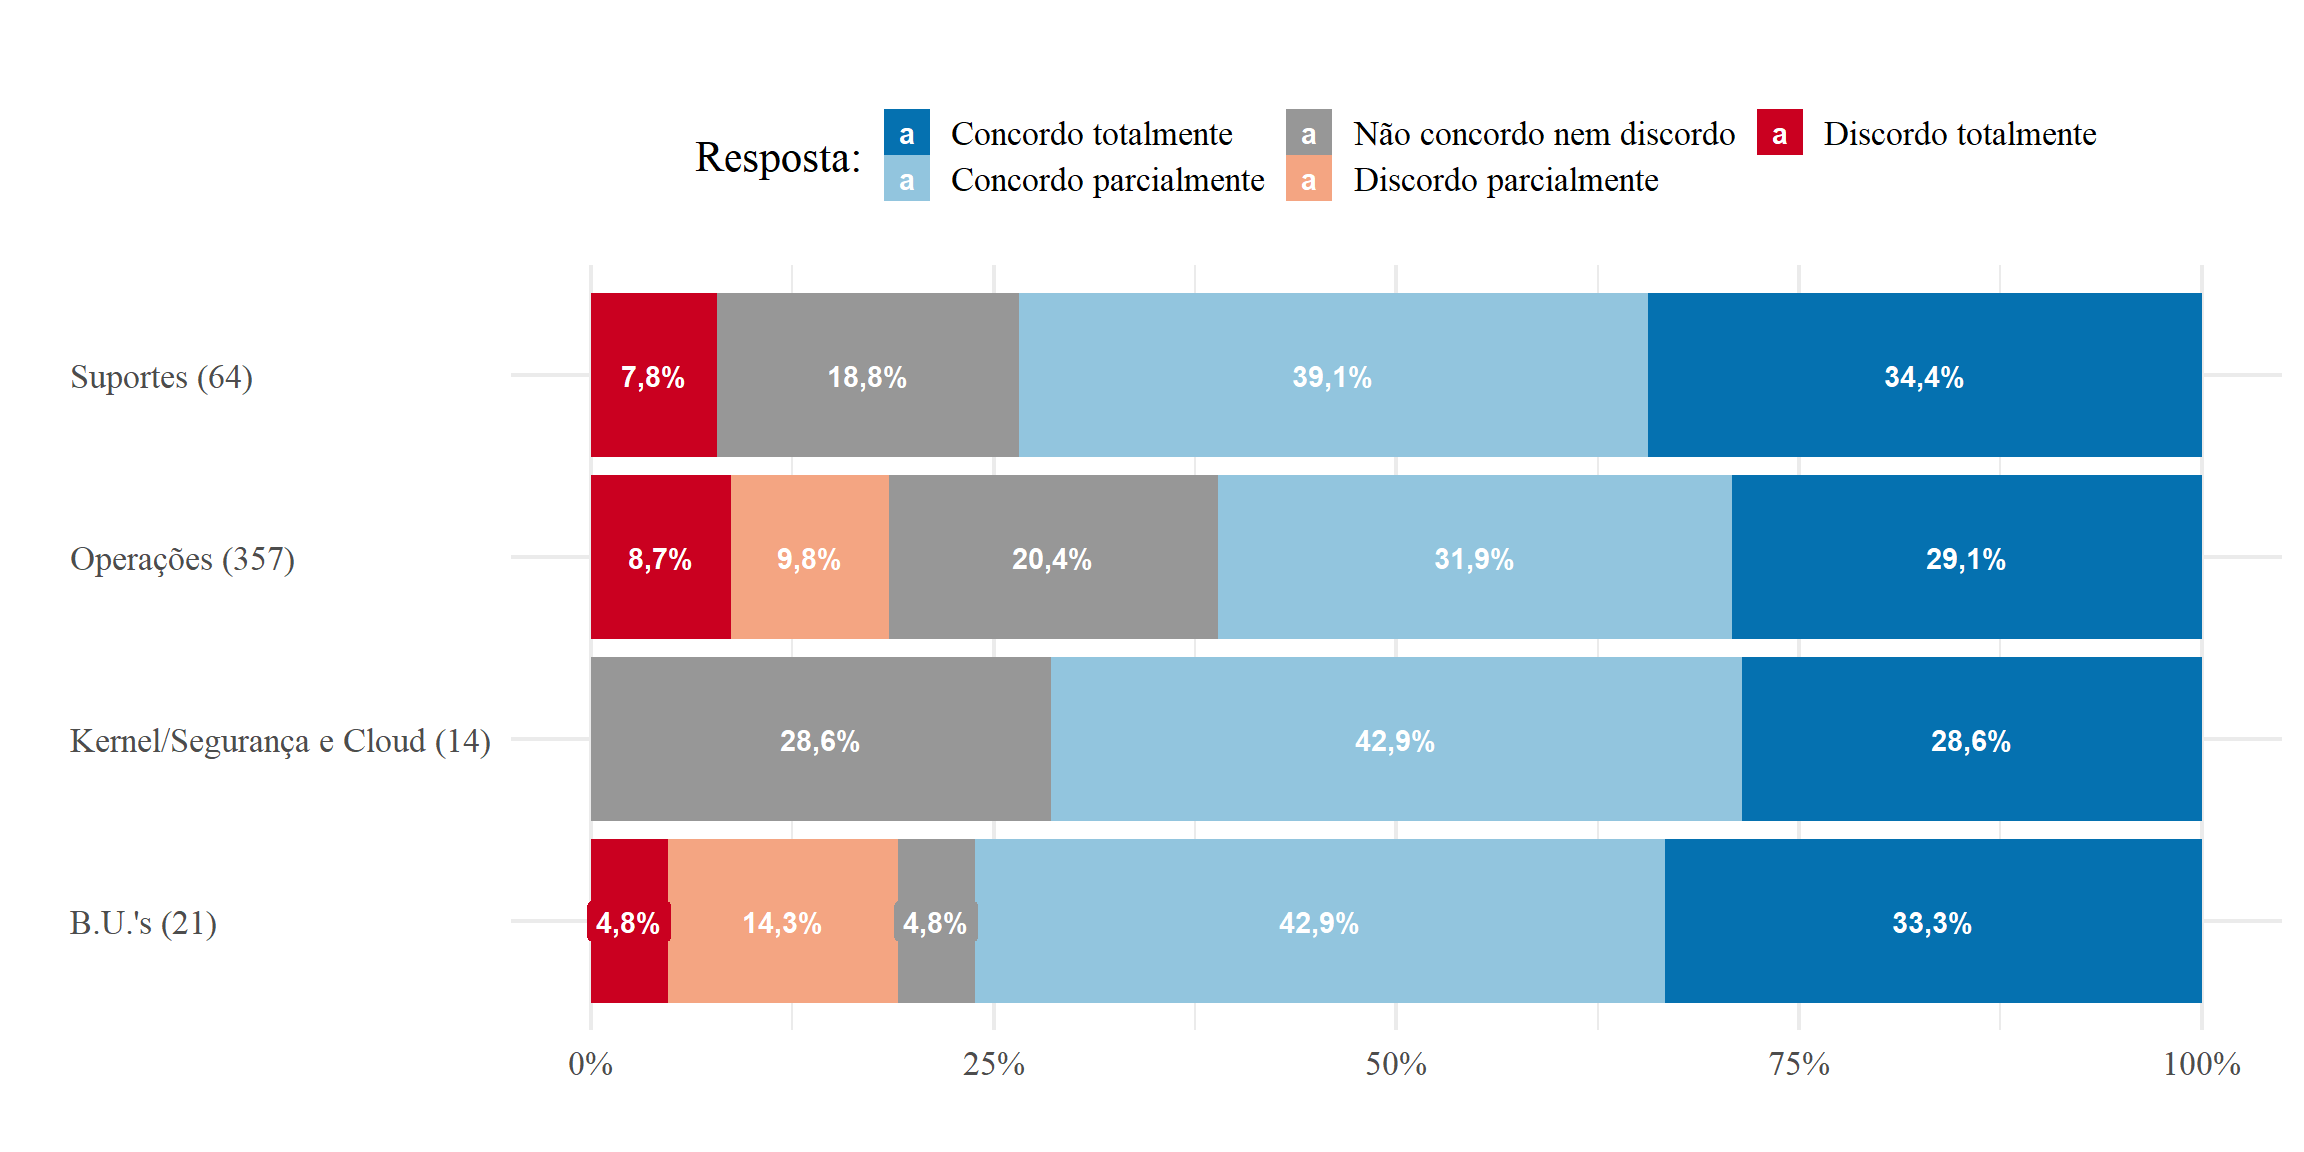 Resposta:
a Concordo totalmente a Não concordo nem discordo a Discordo totalmente
a Concordo parcialmente a Discordo parcialmente
Suportes (64) 7,8% 18,8% 39,1% 34,4%
Operações (357) 8,7% 9,8% 20,4% 31,9% 29,1%
Kernel/Segurança e Cloud (14) 28,6% 42,9% 28,6%
B.U.'s (21) 4,8% 14,3% 4,8% 42,9% 33,3%
0% 25% 50% 75% 100%